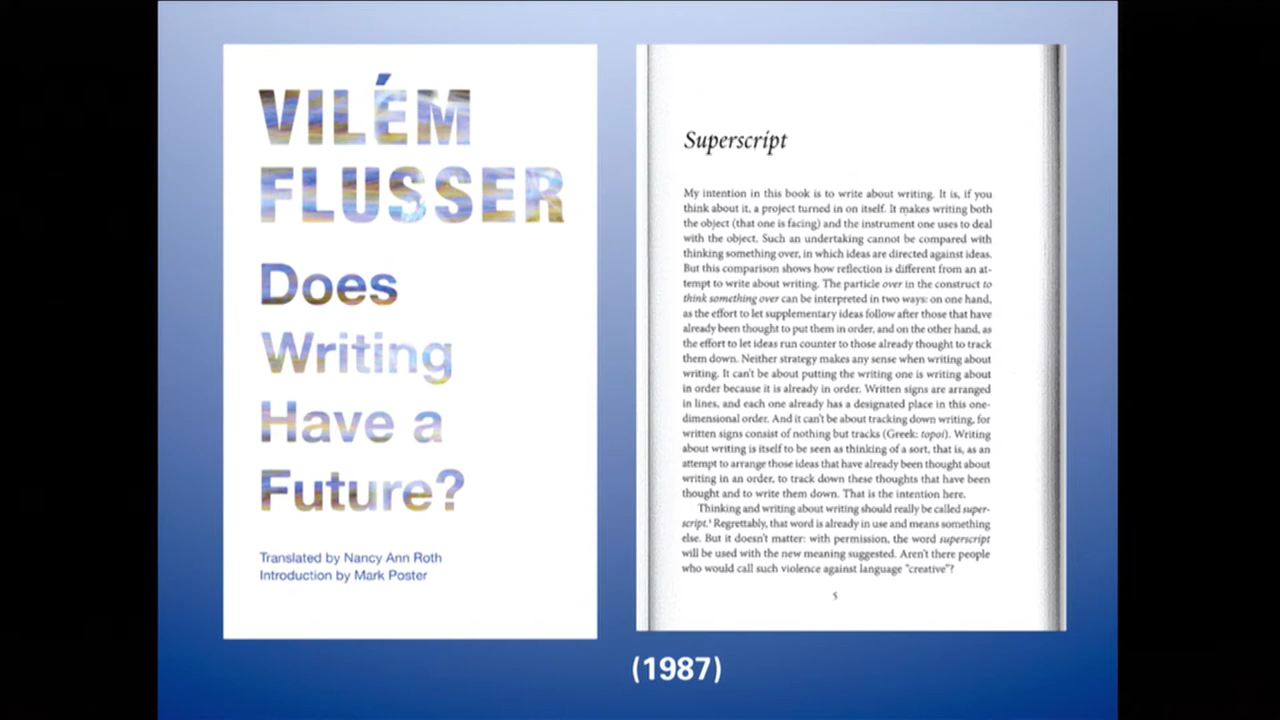 VILÉM
FLUSSER
Does
Writing
Have a
Future?
Translated by Nancy Ann Roth
Introduction by Mark Poster
Superscript
My intention in this book is to write about writing. It is, if you
think about it, a project turned in on itself. It makes writing both
the object (that one is facing) and the instrument one uses to deal
with the object. Such an undertaking cannot be compared with
thinking something over, in which ideas are directed against ideas.
But this comparison shows how reflection is different from an at-
tempt to write about writing. The particle over in the construct to
think something over can be interpreted in two ways: on one hand,
as the effort to let supplementary ideas follow after those that have
already been thought to put them in order, and on the other hand, as
the effort to let ideas run counter to those already thought to track
them down. Neither strategy makes any sense when writing about
writing. It can't be about putting the writing one is writing about
in order because it is already in order. Written signs are arranged
in lines, and each one already has a designated place in this one-
dimensional order. And it can't be about tracking down writing, for
written signs consist of nothing but tracks (Greek: topoi). Writing
about writing is itself to be seen as thinking of a sort, that is, as an
attempt to arrange those ideas that have already been thought about
writing in an order, to track down these thoughts that have been
thought and to write them down. That is the intention here.
Thinking and writing about writing should really be called super-
script.¹ Regrettably, that word is already in use and means something
else. But it doesn't matter: with permission, the word superscript
will be used with the new meaning suggested. Aren't there people
who would call such violence against language "creative"?
5
(1987)